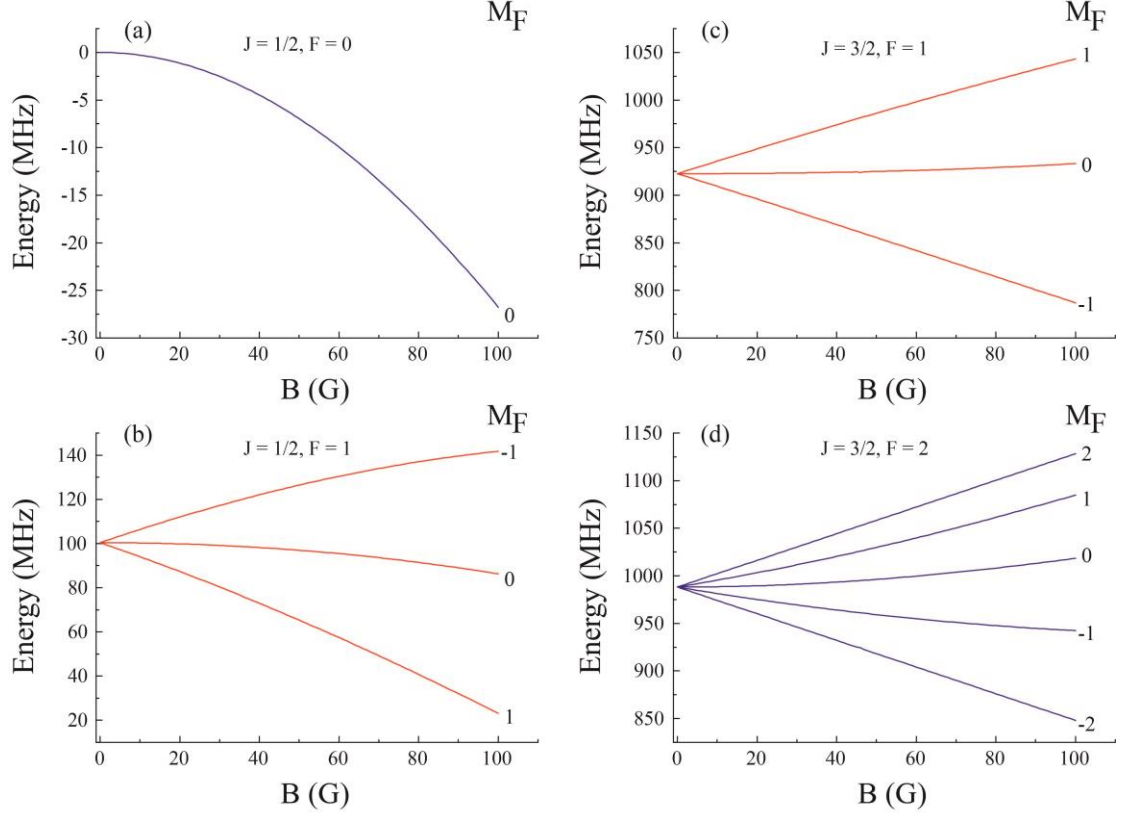 M_F
(a)
J = 1/2, F = 0
Energy (MHz)
0
-5
-10
-15
-20
-25
-30
0
0 20 40 60 80 100
B (G)
M_F
(c)
J = 3/2, F = 1
Energy (MHz)
1050
1000
950
900
850
800
750
1
0
-1
0 20 40 60 80 100
B (G)
M_F
(b)
J = 1/2, F = 1
Energy (MHz)
140
120
100
80
60
40
20
-1
0
1
0 20 40 60 80 100
B (G)
M_F
(d)
J = 3/2, F = 2
Energy (MHz)
1150
1100
1050
1000
950
900
850
2
1
0
-1
-2
0 20 40 60 80 100
B (G)